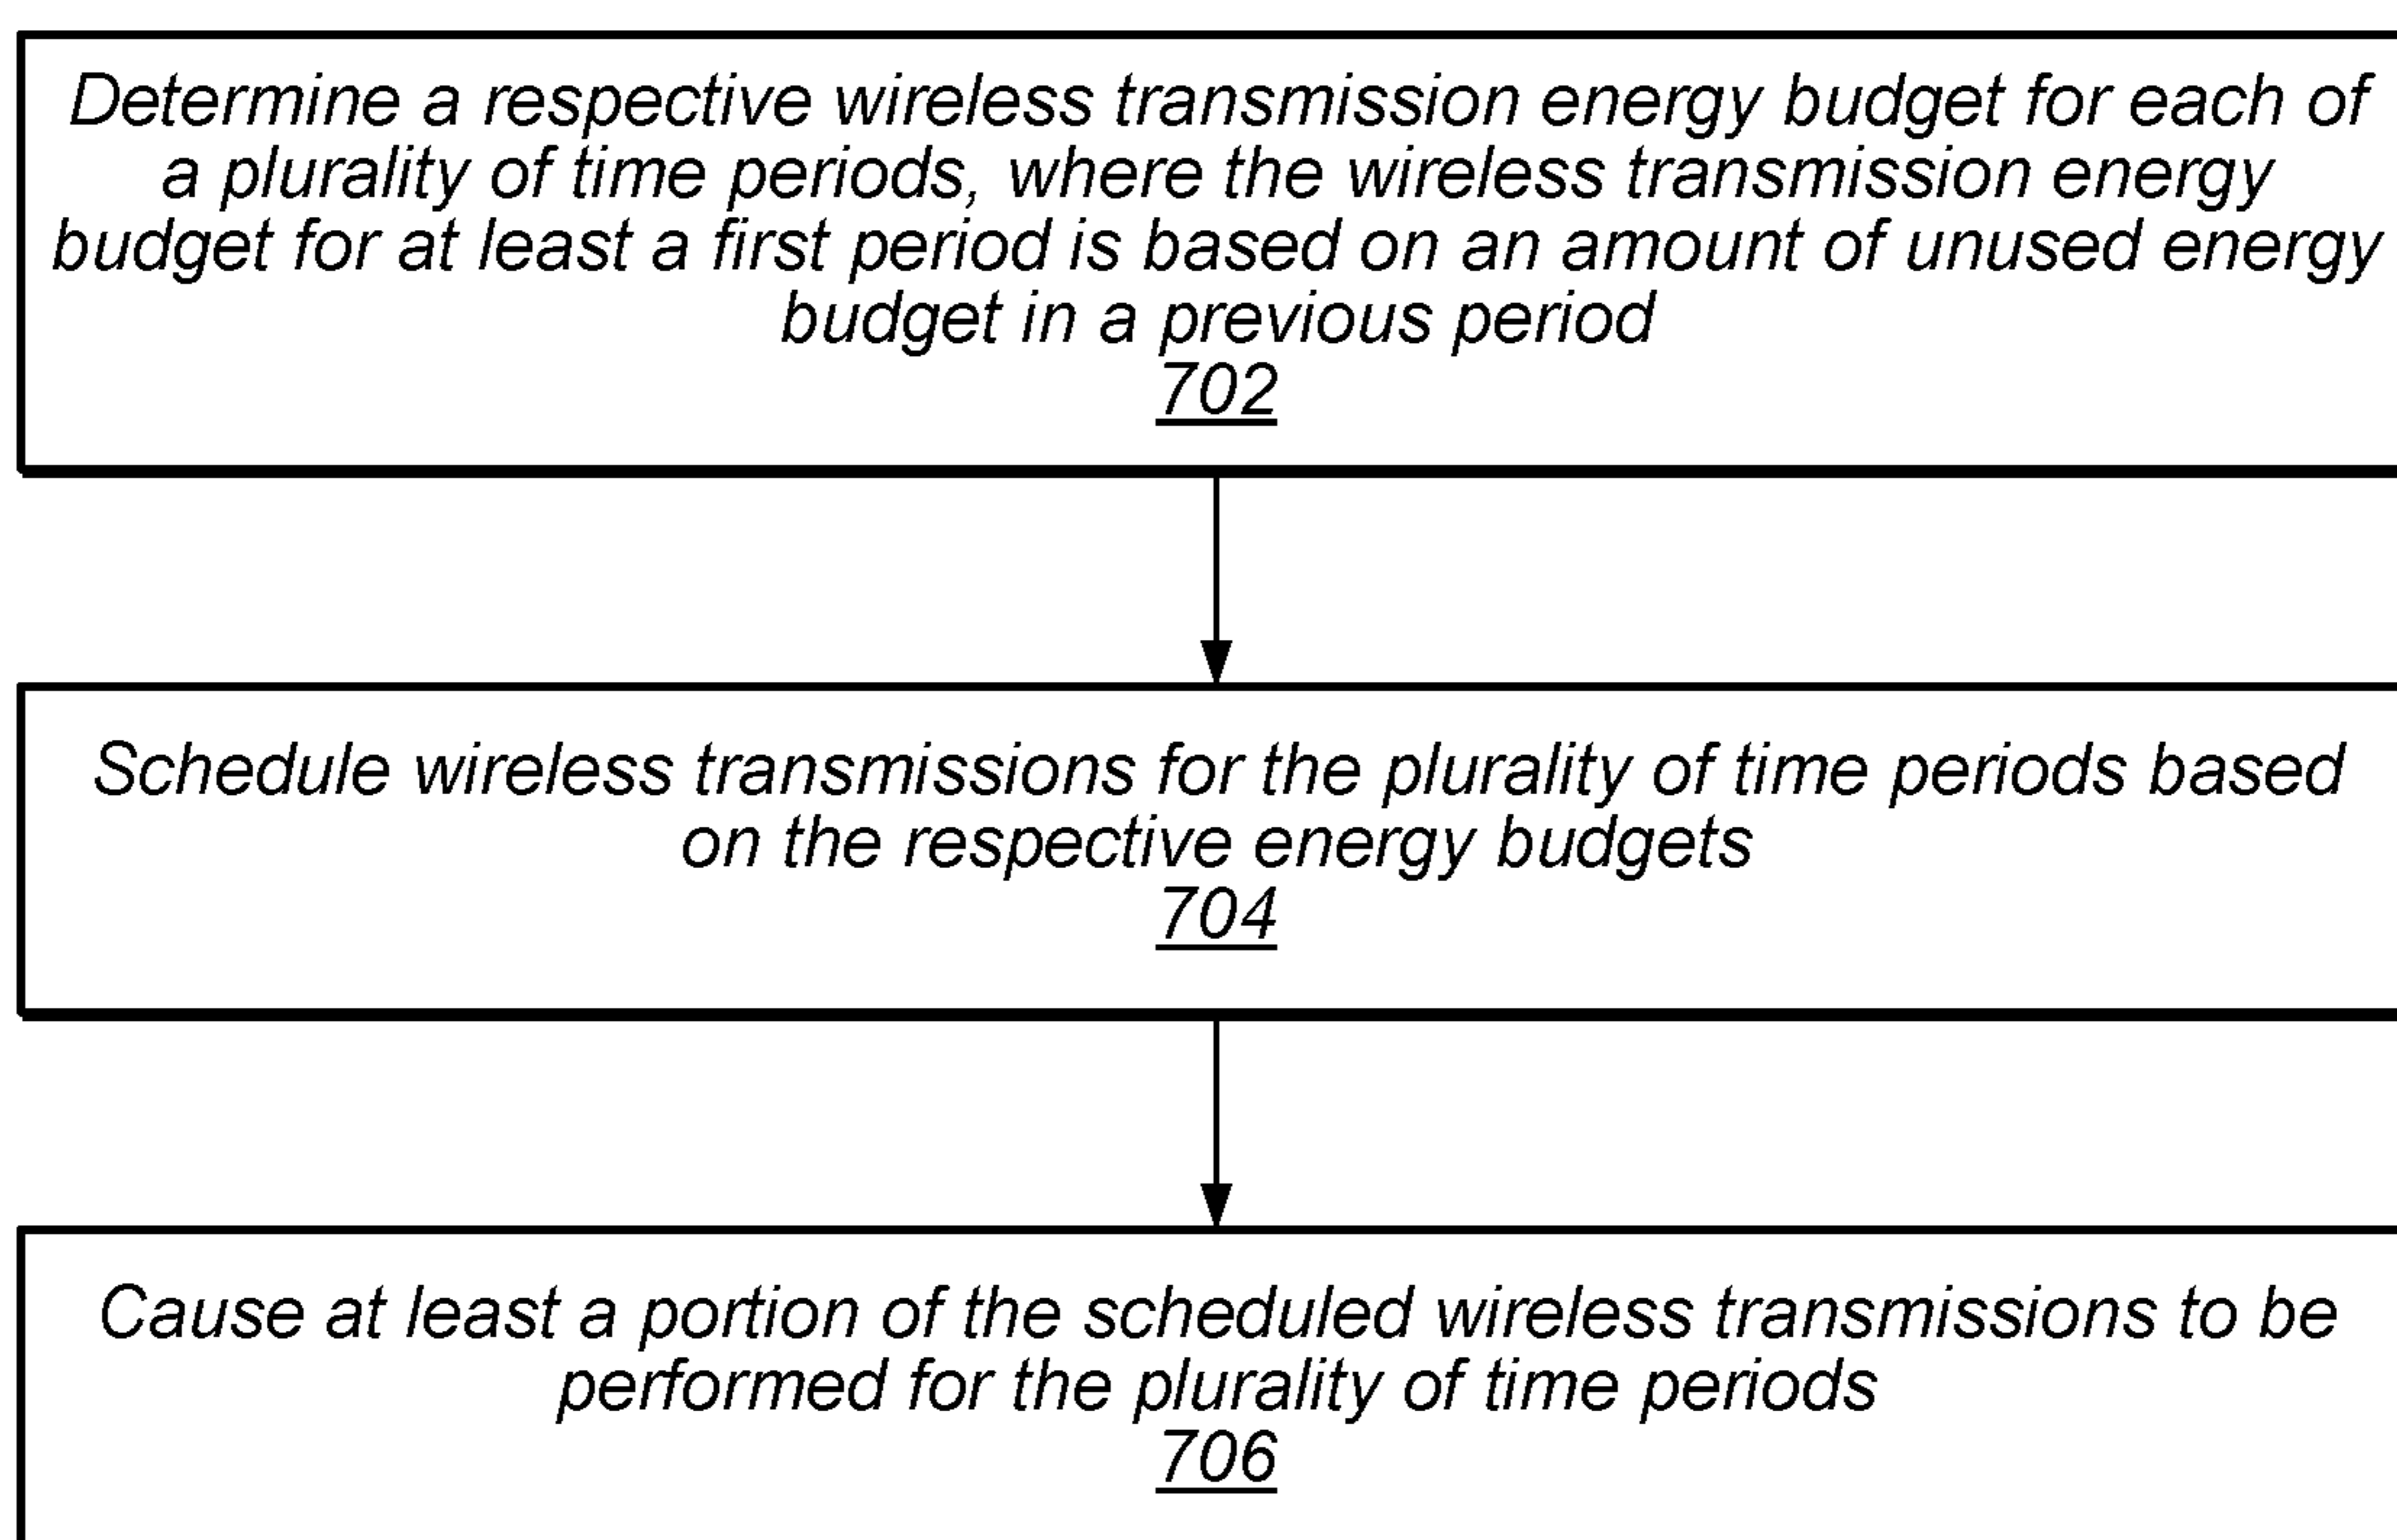 Determine a respective wireless transmission energy budget for each of
a plurality of time periods, where the wireless transmission energy
budget for at least a first period is based on an amount of unused energy
budget in a previous period
702
Schedule wireless transmissions for the plurality of time periods based
on the respective energy budgets
704
Cause at least a portion of the scheduled wireless transmissions to be
performed for the plurality of time periods
706